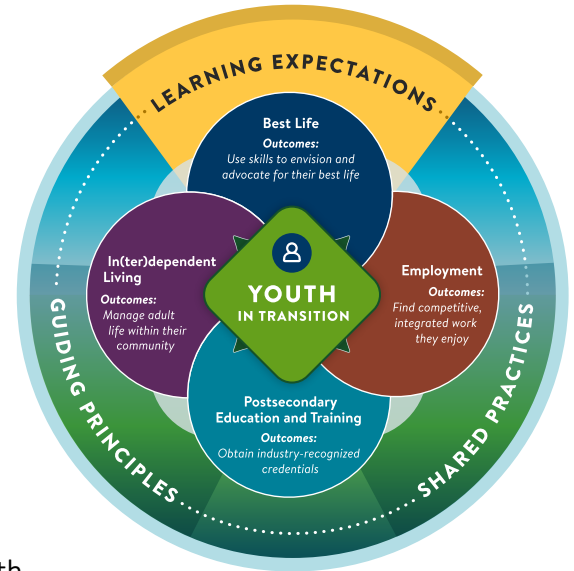 LEARNING EXPECTATIONS
Best Life
Outcomes:
Use skills to envision and
advocate for their best life
In(ter)dependent
Living
Outcomes:
Manage adult
life within their
community
YOUTH
IN TRANSITION
Employment
Outcomes:
Find competitive,
integrated work
they enjoy
Postsecondary
Education and Training
Outcomes:
Obtain industry-recognized
credentials
GUIDING PRINCIPLES
SHARED PRACTICES